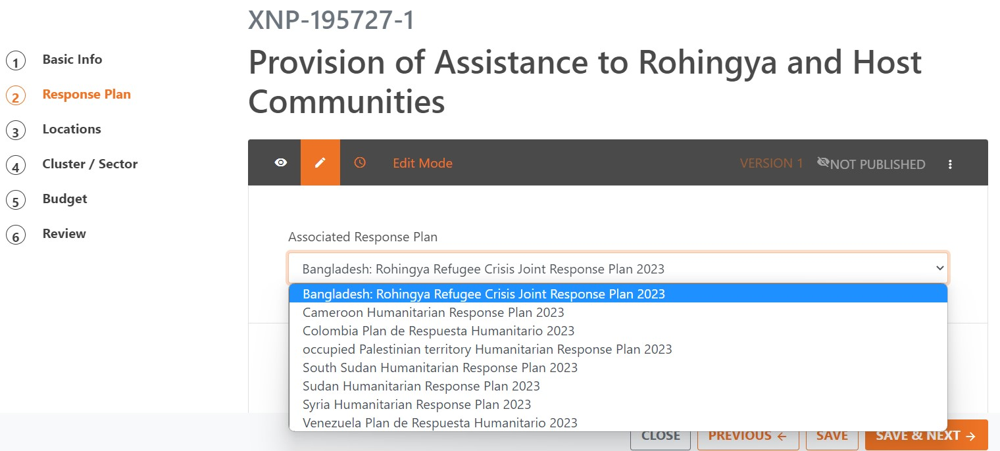 XNP-195727-1
Provision of Assistance to Rohingya and Host
Communities
1 Basic Info
2 Response Plan
3 Locations
4 Cluster / Sector
5 Budget
6 Review
Edit Mode
VERSION 1
NOT PUBLISHED
Associated Response Plan
Bangladesh: Rohingya Refugee Crisis Joint Response Plan 2023
Bangladesh: Rohingya Refugee Crisis Joint Response Plan 2023
Cameroon Humanitarian Response Plan 2023
Colombia Plan de Respuesta Humanitario 2023
occupied Palestinian territory Humanitarian Response Plan 2023
South Sudan Humanitarian Response Plan 2023
Sudan Humanitarian Response Plan 2023
Syria Humanitarian Response Plan 2023
Venezuela Plan de Respuesta Humanitario 2023
CLOSE
PREVIOUS ←
SAVE
SAVE & NEXT →